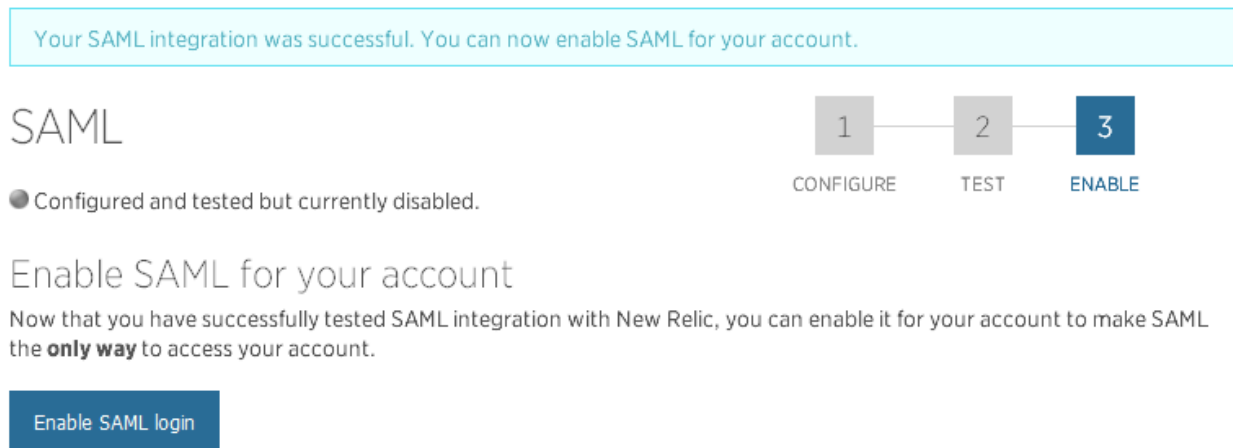 Your SAML integration was successful. You can now enable SAML for your account.
SAML
1
2
3
CONFIGURE
TEST
ENABLE
Configured and tested but currently disabled.
Enable SAML for your account
Now that you have successfully tested SAML integration with New Relic, you can enable it for your account to make SAML
the only way to access your account.
Enable SAML login